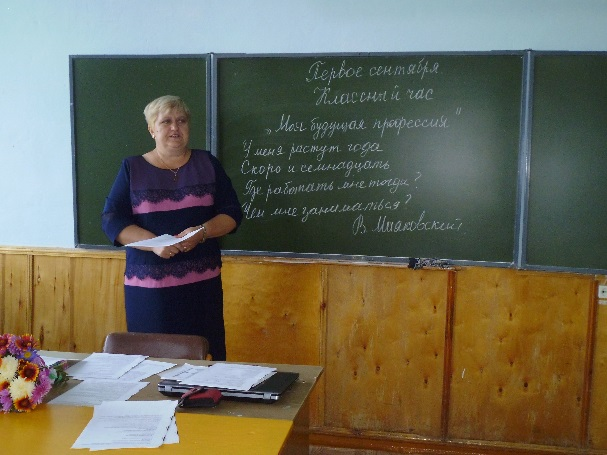 Первое сентября
Классный час
„Моя будущая профессия"
У меня растут года
Скоро и семнадцать
Где работать мне тогда?
Чем мне заниматься?
В. Маяковский.